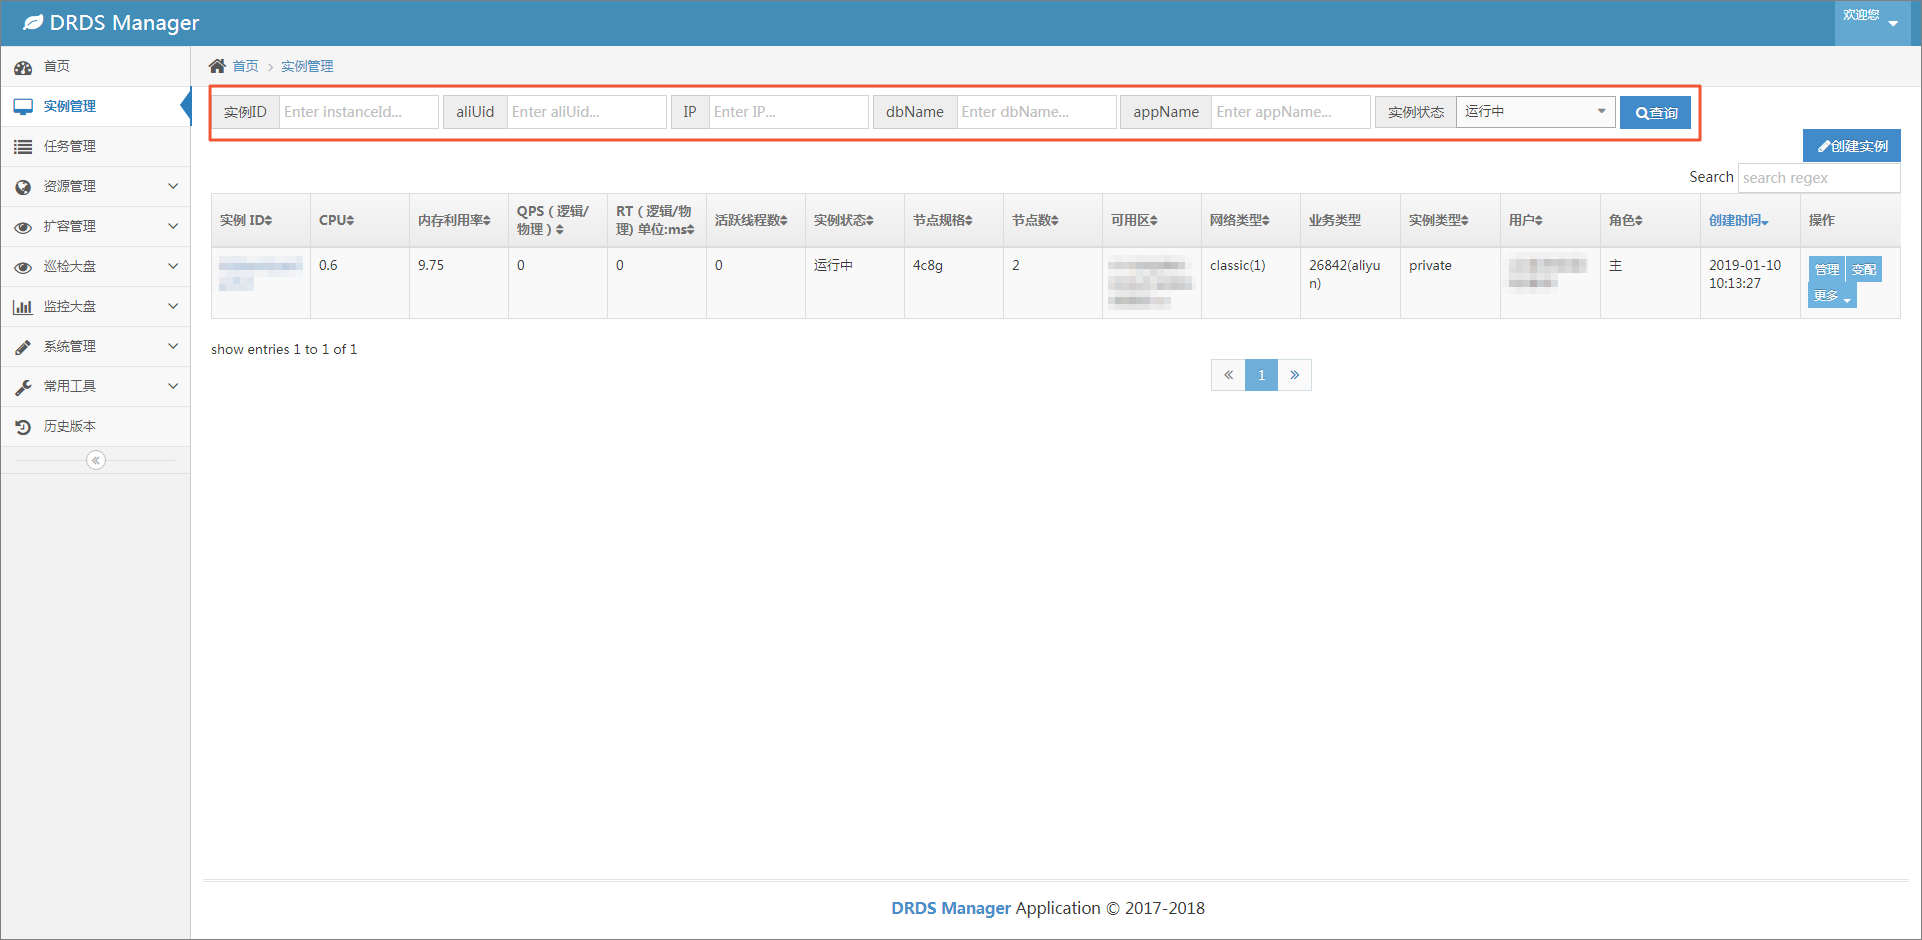 DRDS Manager
欢迎您
首页
实例管理
任务管理
资源管理
扩容管理
巡检大盘
监控大盘
系统管理
常用工具
历史版本
首页 > 实例管理
实例ID Enter instanceId... aliUid Enter aliUid... IP Enter IP... dbName Enter dbName... appName Enter appName... 实例状态 运行中 查询
创建实例
Search search regex
实例 ID CPU 内存利用率 QPS（逻辑/物理） RT（逻辑/物理) 单位:ms 活跃线程数 实例状态 节点规格 节点数 可用区 网络类型 业务类型 实例类型 用户 角色 创建时间 操作
0.6 9.75 0 0 0 运行中 4c8g 2 classic(1) 26842(aliyun) private 主 2019-01-10 10:13:27 管理 变配 更多
show entries 1 to 1 of 1
« 1 »
DRDS Manager Application © 2017-2018